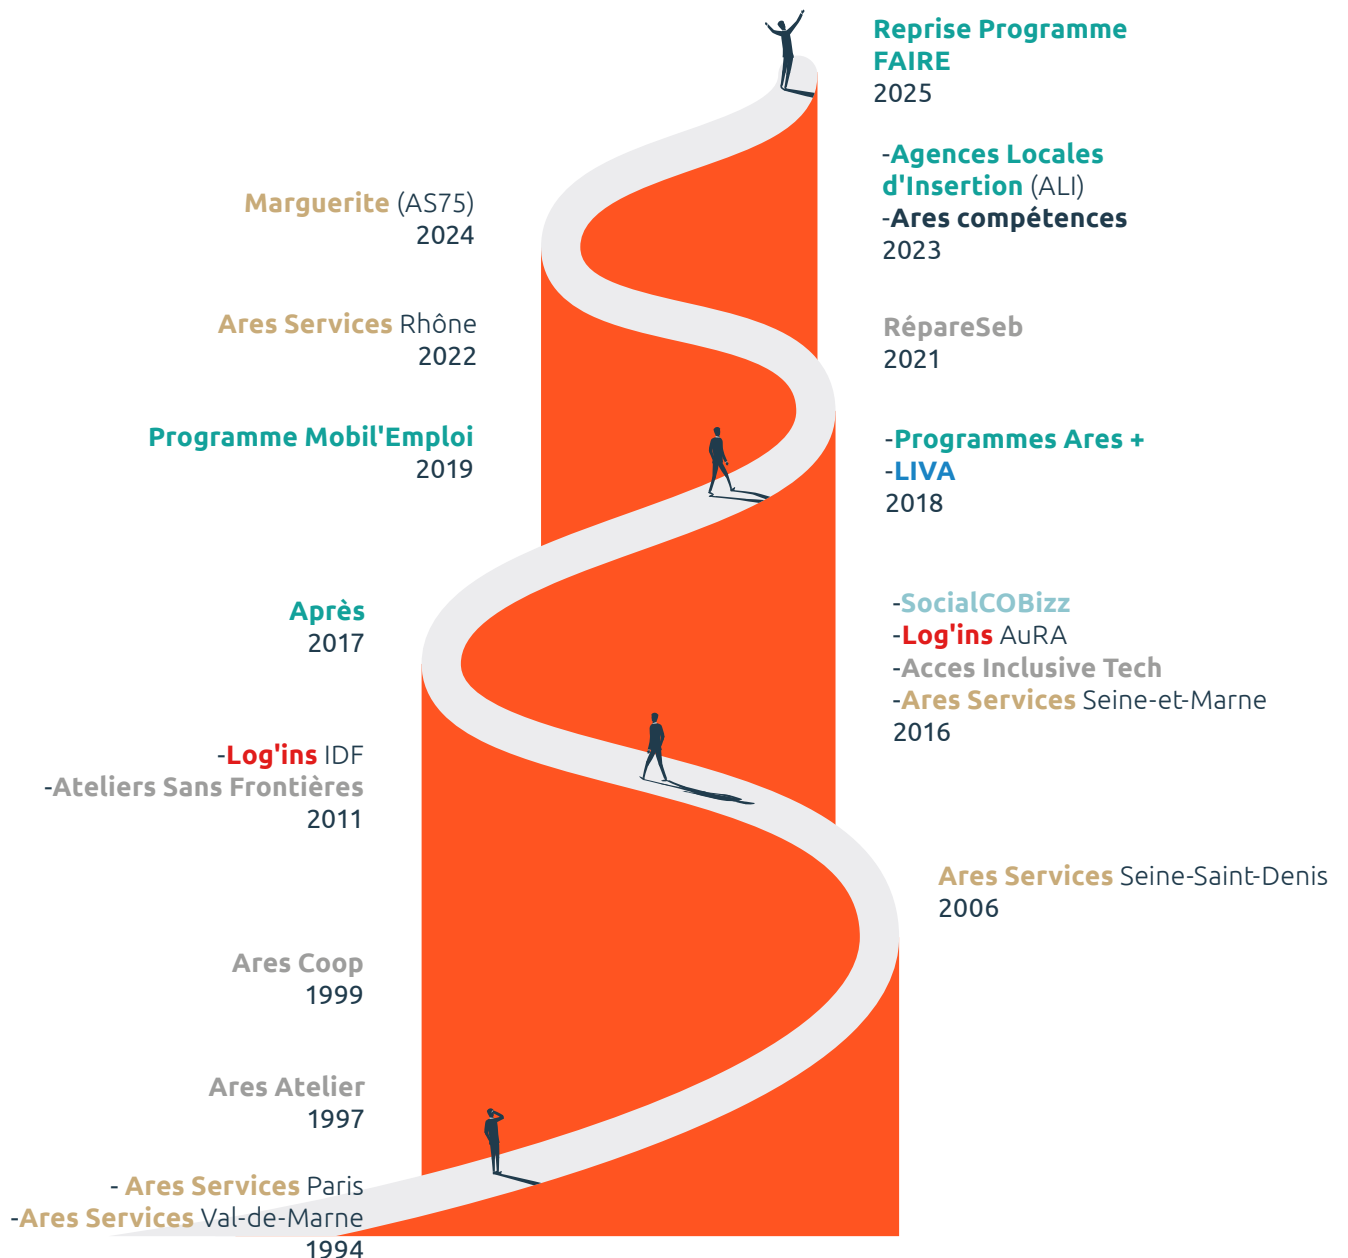 Reprise Programme
FAIRE
2025
-Agences Locales
d'Insertion (ALI)
-Ares compétences
2023
Marguerite (AS75)
2024
Ares Services Rhône
2022
RépareSeb
2021
Programme Mobil'Emploi
2019
-Programmes Ares +
-LIVA
2018
Après
2017
-SocialCOBizz
-Log'ins AuRA
-Acces Inclusive Tech
-Ares Services Seine-et-Marne
2016
-Log'ins IDF
-Ateliers Sans Frontières
2011
Ares Services Seine-Saint-Denis
2006
Ares Coop
1999
Ares Atelier
1997
- Ares Services Paris
-Ares Services Val-de-Marne
1994